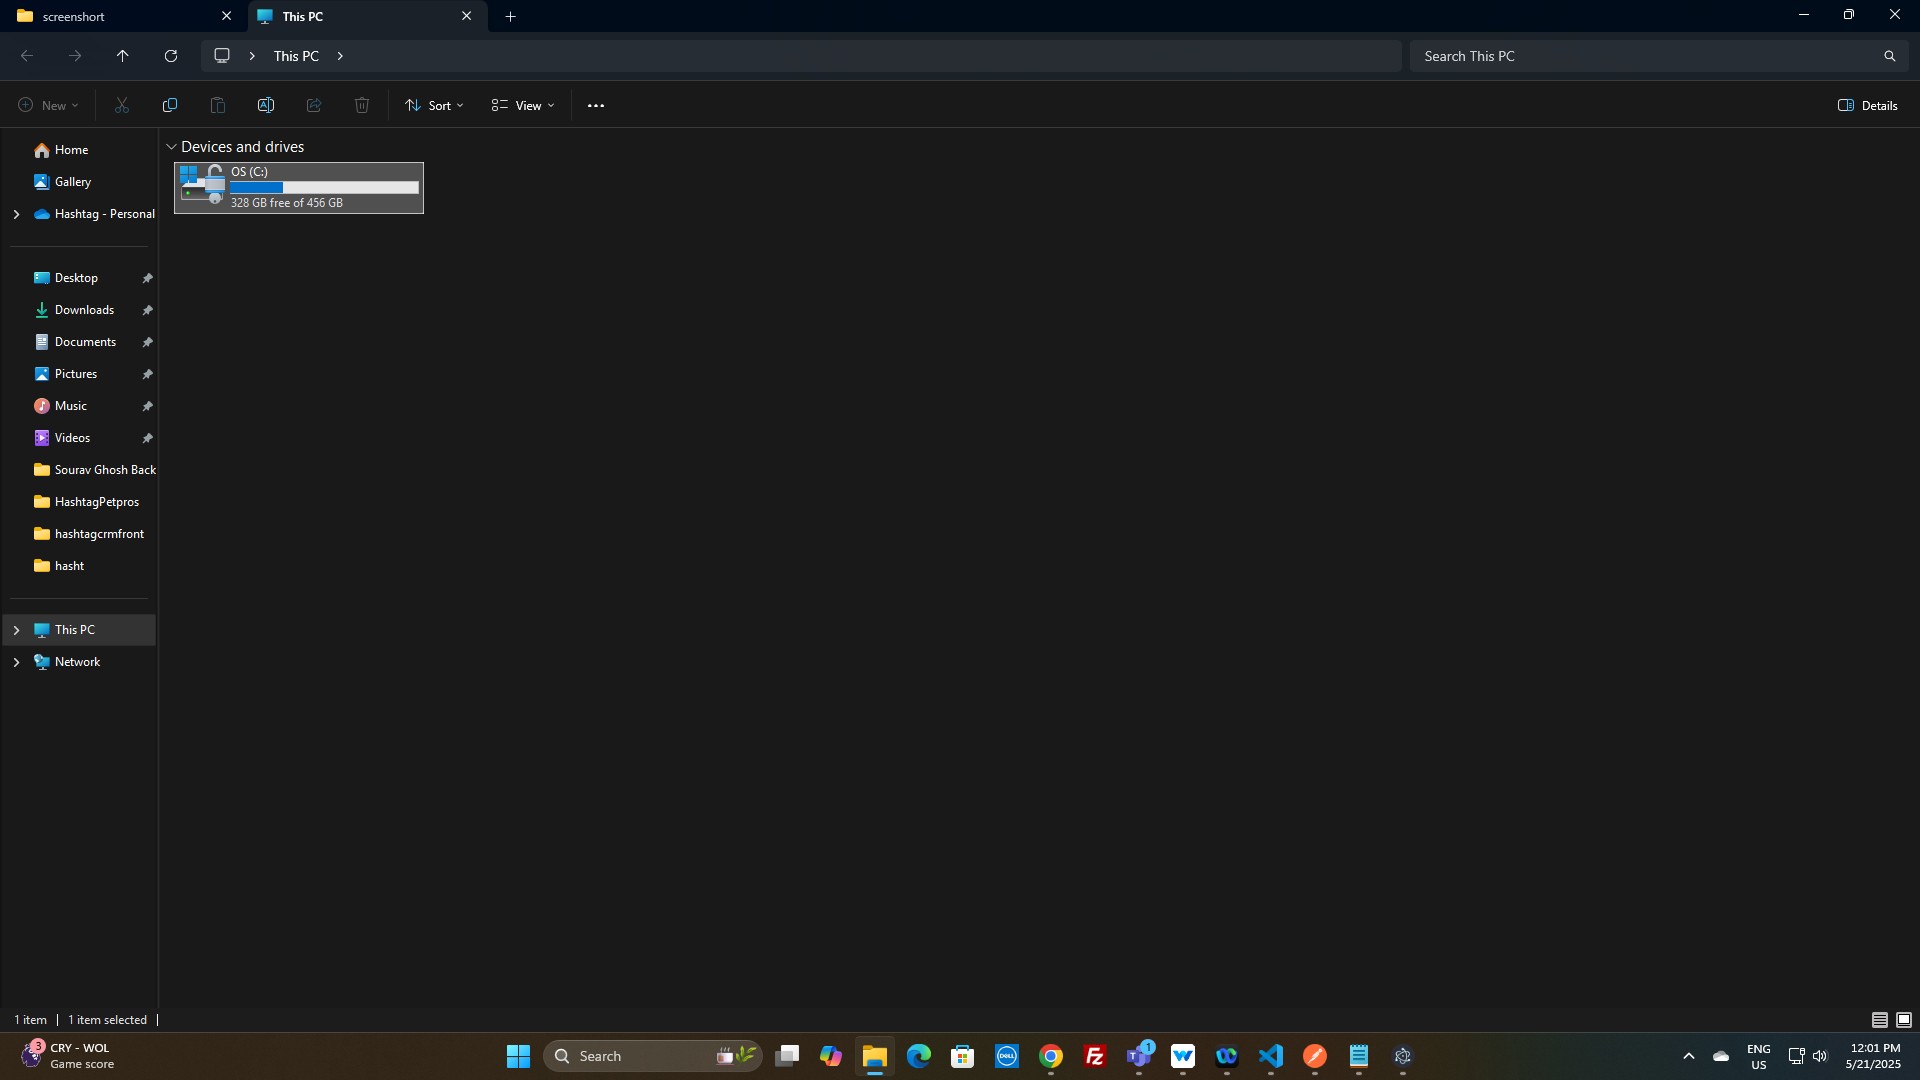 screenshort
This PC
This PC
Search This PC
New
Sort
View
Details
Home
Gallery
Hashtag - Personal
Desktop
Downloads
Documents
Pictures
Music
Videos
Sourav Ghosh Back
HashtagPetpros
hashtagcrmfront
hasht
This PC
Network
Devices and drives
OS (C:)
328 GB free of 456 GB
1 item
1 item selected
3
CRY - WOL
Game score
Search
DELL
Fz
1
ENG
US
12:01 PM
5/21/2025